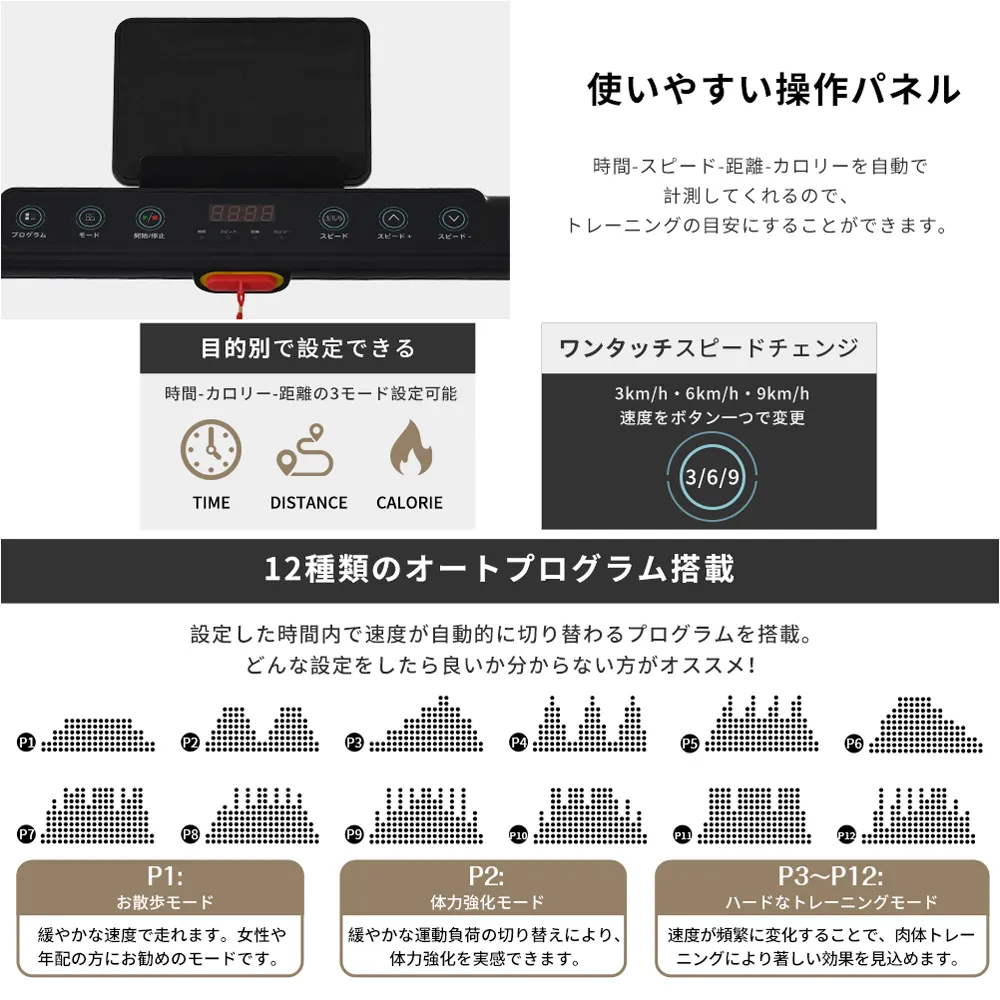 使いやすい操作パネル
時間-スピード-距離-カロリーを自動で
計測してくれるので、
トレーニングの目安にすることができます。
プログラム
モード
開始/停止
時間
スピード
距離
カロリー
スピード
スピード +
スピード -
目的別で設定できる
時間-カロリー-距離の3モード設定可能
TIME
DISTANCE
CALORIE
ワンタッチスピードチェンジ
3km/h・6km/h・9km/h
速度をボタン一つで変更
3/6/9
12種類のオートプログラム搭載
設定した時間内で速度が自動的に切り替わるプログラムを搭載。
どんな設定をしたら良いか分からない方がオススメ!
P1
P2
P3
P4
P5
P6
P7
P8
P9
P10
P11
P12
P1:
お散歩モード
緩やかな速度で走れます。女性や
年配の方にお勧めのモードです。
P2:
体力強化モード
緩やかな運動負荷の切り替えにより、
体力強化を実感できます。
P3～P12:
ハードなトレーニングモード
速度が頻繁に変化することで、肉体トレー
ニングにより著しい効果を見込めます。